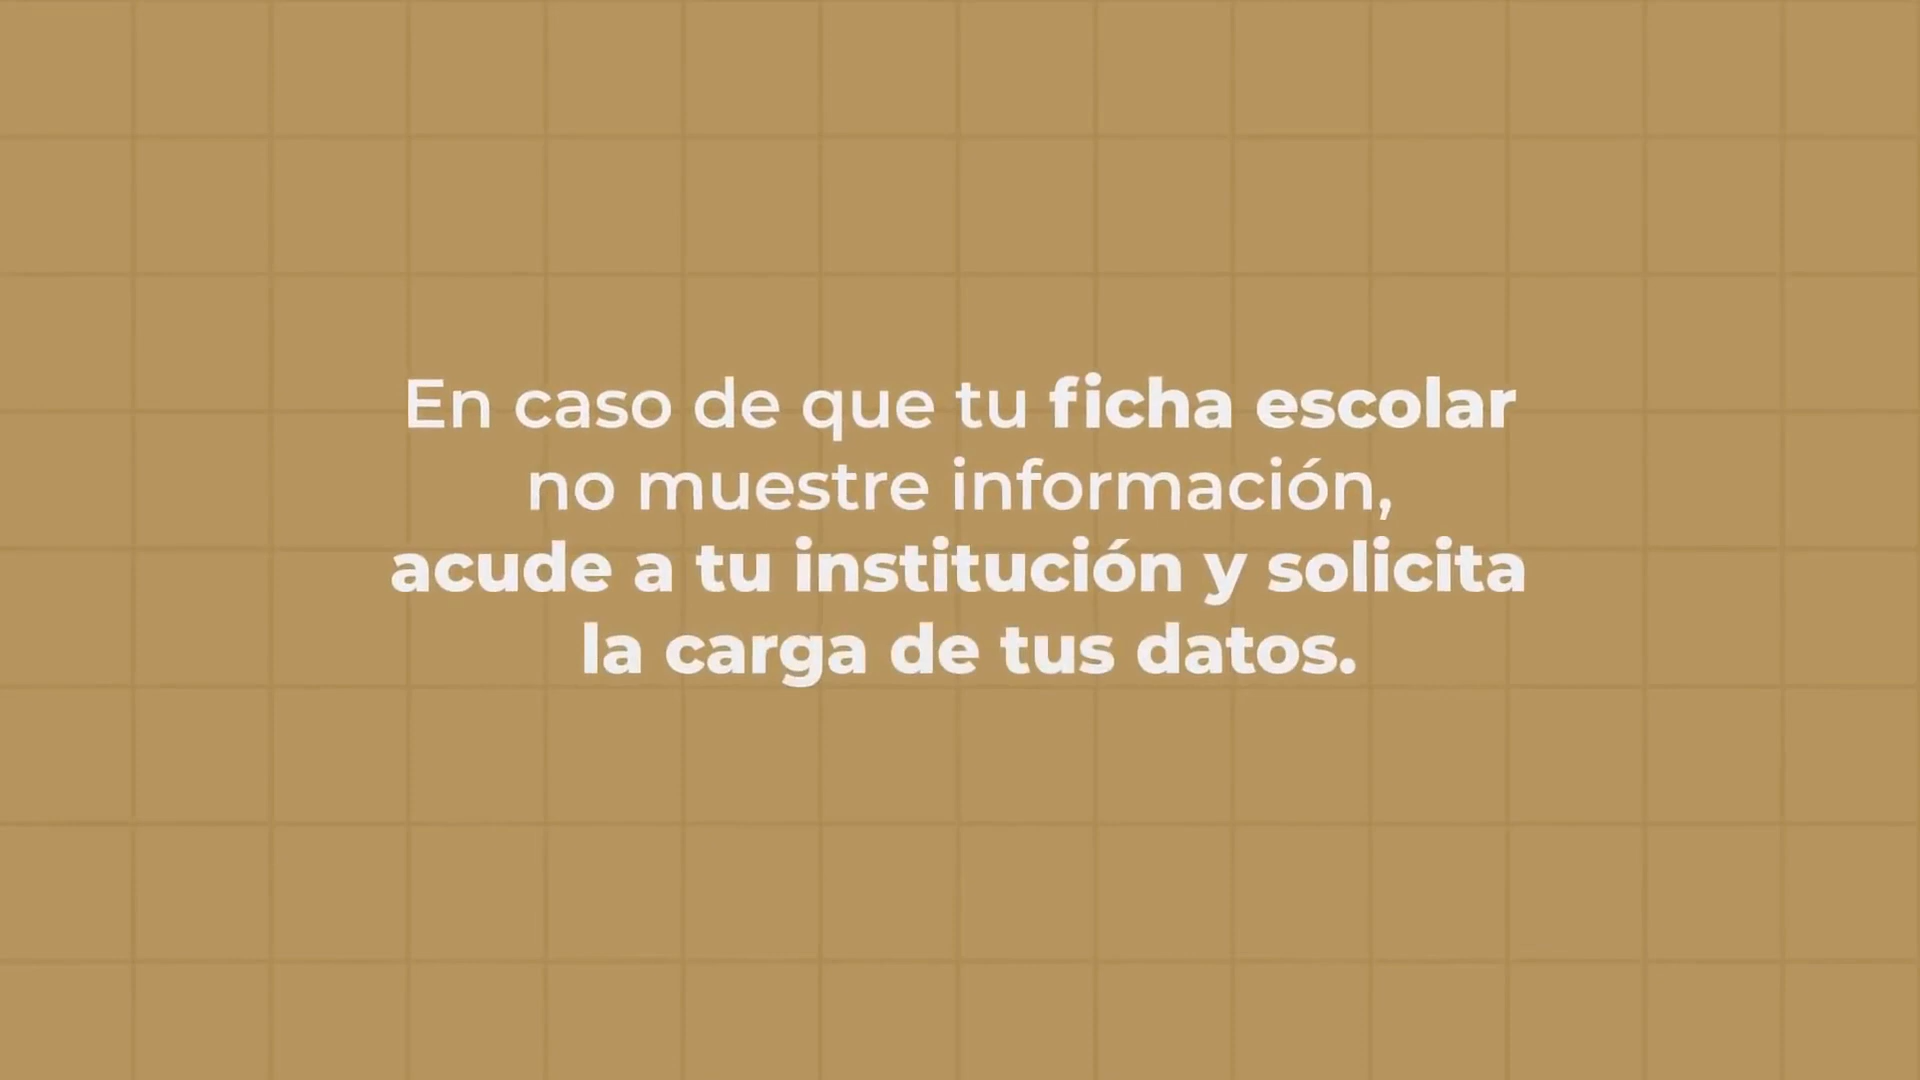 En caso de que tu ficha escolar
no muestre información,
acude a tu institución y solicita
la carga de tus datos.